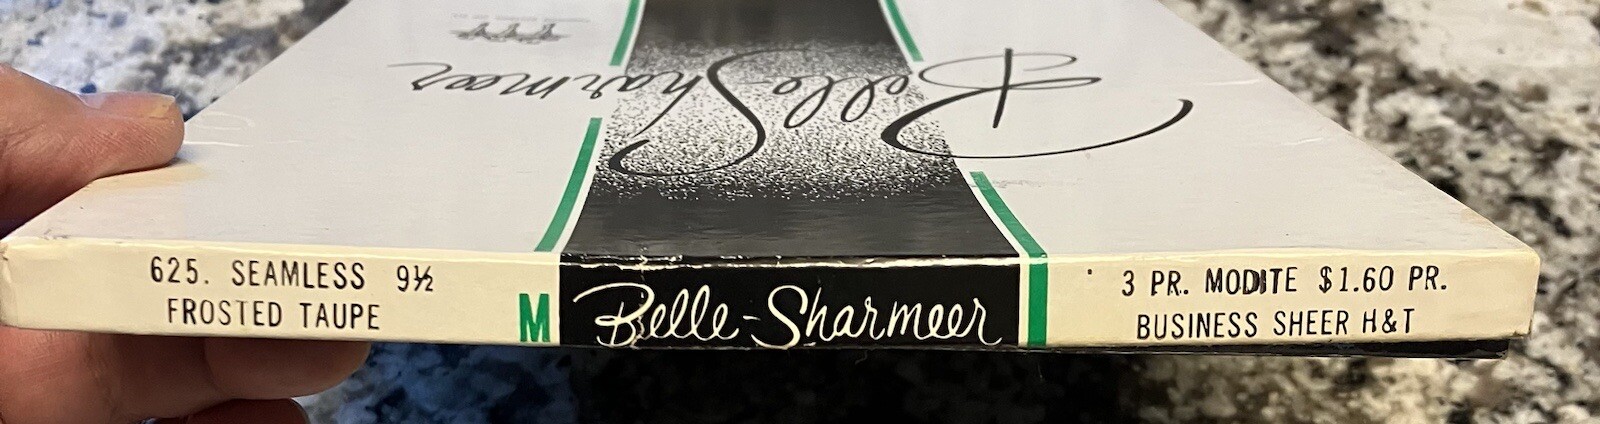 Belle-Sharmeer
625. SEAMLESS 9½
FROSTED TAUPE
M
Belle-Sharmeer
3 PR. MODITE $1.60 PR.
BUSINESS SHEER H&T